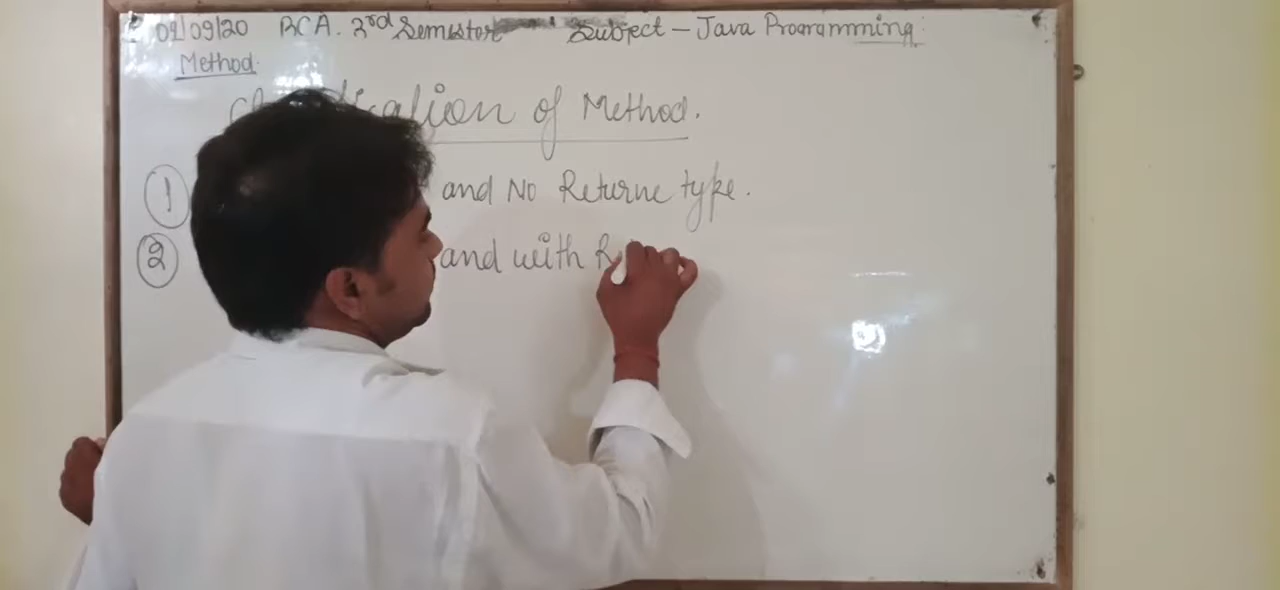 02/09/20 BCA. 3rd Semester Subject - Java Programming.
Method.
of Method.
1 and No Returne type.
2 and with R